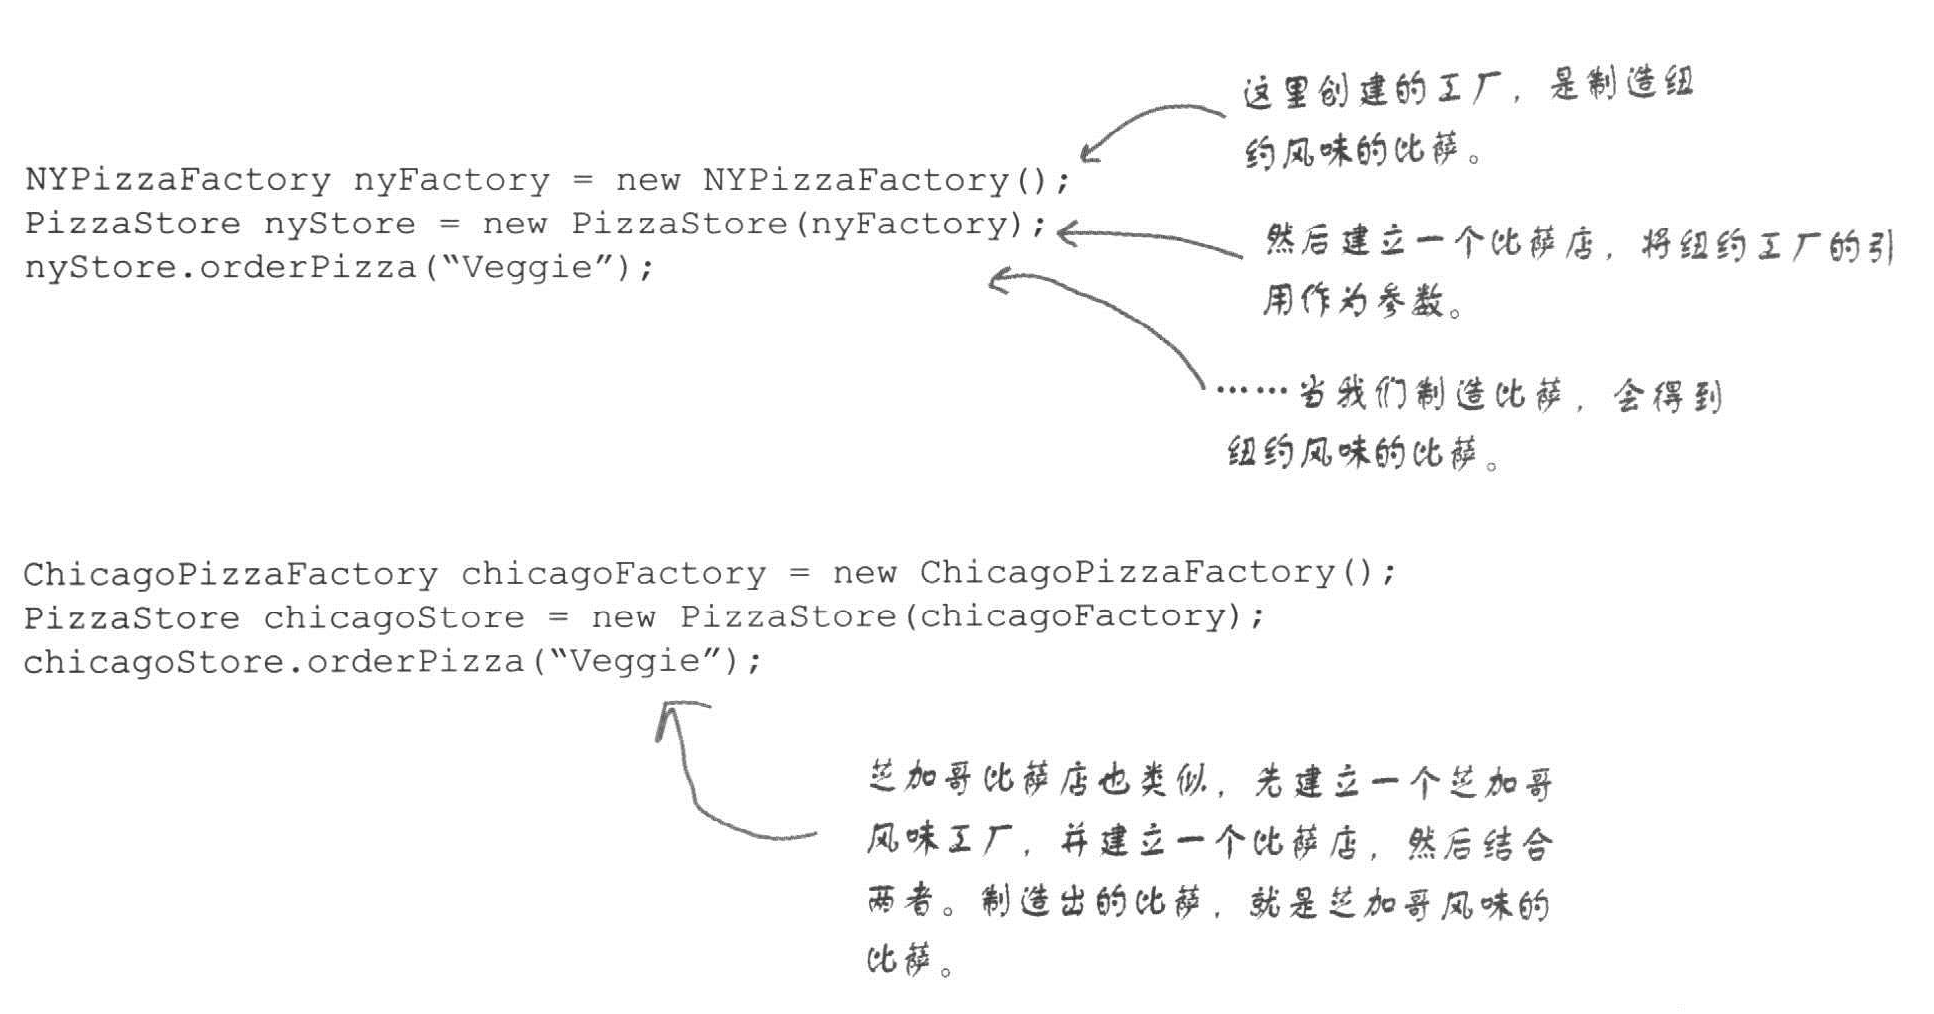 这里创建的工厂，是制造纽
约风味的比萨。
NYPizzaFactory nyFactory = new NYPizzaFactory();
PizzaStore nyStore = new PizzaStore(nyFactory);
nyStore.orderPizza(“Veggie”);
然后建立一个比萨店，将纽约工厂的引
用作为参数。
……当我们制造比萨，会得到
纽约风味的比萨。
ChicagoPizzaFactory chicagoFactory = new ChicagoPizzaFactory();
PizzaStore chicagoStore = new PizzaStore(chicagoFactory);
chicagoStore.orderPizza(“Veggie”);
芝加哥比萨店也类似，先建立一个芝加哥
风味工厂，并建立一个比萨店，然后结合
两者。制造出的比萨，就是芝加哥风味的
比萨。